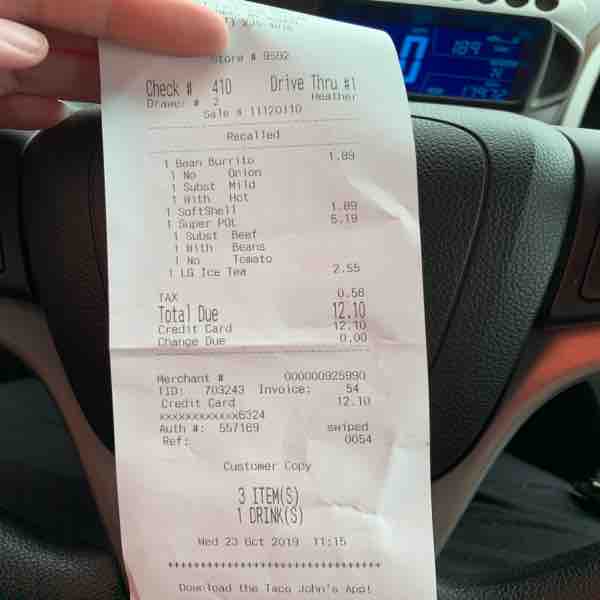 Store # 9592
Check # 410 Drive Thru #1
Drawer # 2 Heather
Sale # 11120110
Recalled
1 Bean Burrito 1.89
1 No Onion
1 Subst Mild
1 With Hot
1 SoftShell 1.89
1 Super POL 5.19
1 Subst Beef
1 With Beans
1 No Tomato
1 LG Ice Tea 2.55
TAX 0.58
Total Due 12.10
Credit Card 12.10
Change Due 0.00
Merchant # 000000925990
TID: 703243 Invoice: 54
Credit Card 12.10
xxxxxxxxxxxx6324
Auth #: 557169 swiped
Ref: 0054
Customer Copy
3 ITEM(S)
1 DRINK(S)
Wed 23 Oct 2019 11:15
Download the Taco John's App!
0 189